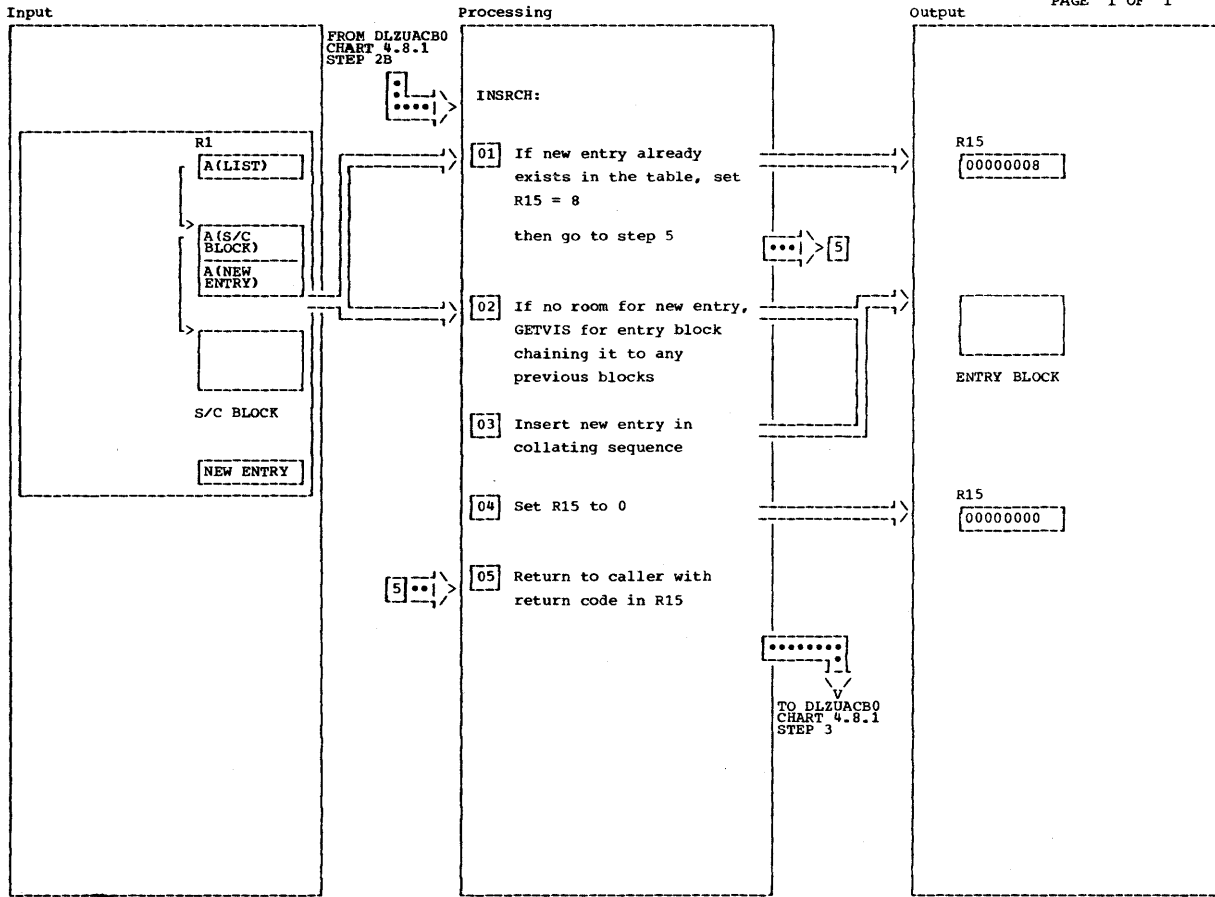 PAGE 1 OF 1
Input
Processing
Output
FROM DLZUACB0
CHART 4.8.1
STEP 2B
INSRCH:
R1
A(LIST)
A(S/C
BLOCK)
A(NEW
ENTRY)
S/C BLOCK
NEW ENTRY
01 If new entry already
exists in the table, set
R15 = 8
then go to step 5
5
02 If no room for new entry,
GETVIS for entry block
chaining it to any
previous blocks
03 Insert new entry in
collating sequence
04 Set R15 to 0
5
05 Return to caller with
return code in R15
TO DLZUACB0
CHART 4.8.1
STEP 3
R15
00000008
ENTRY BLOCK
R15
00000000